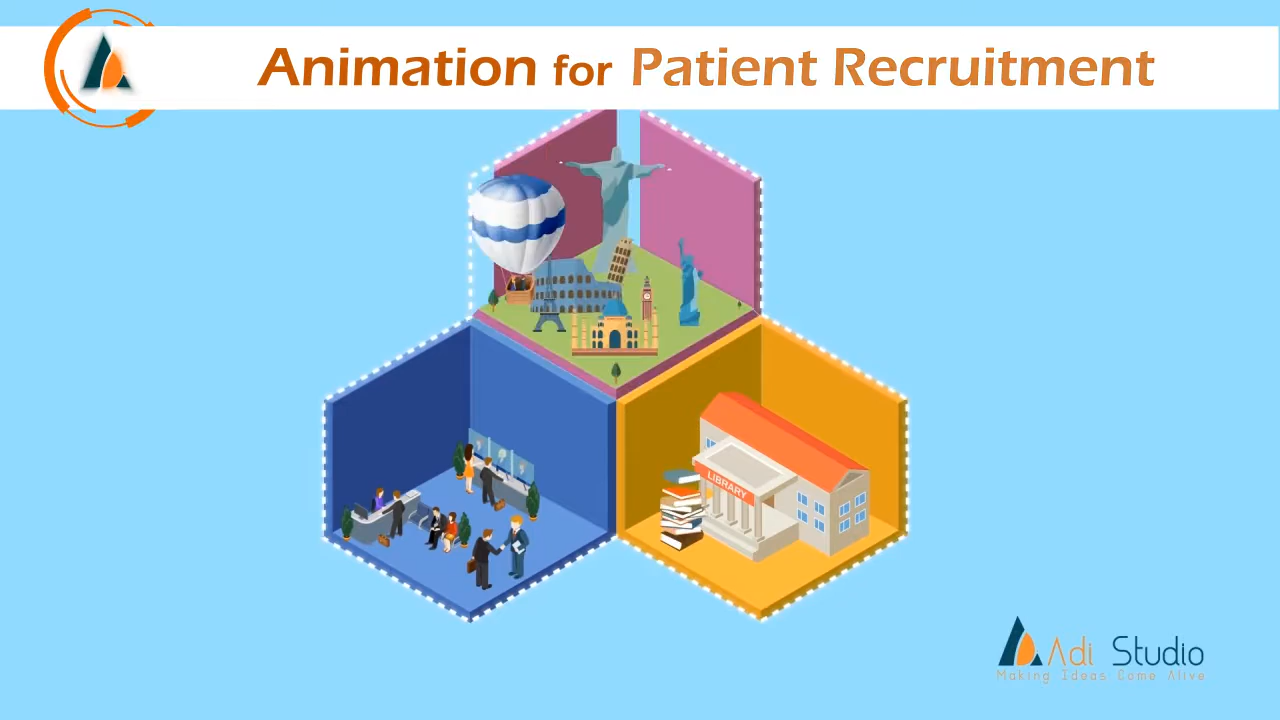 Animation for Patient Recruitment
LIBRARY
Adi Studio
Making Ideas Come Alive